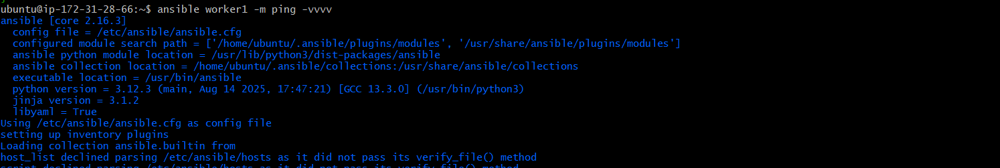 ubuntu@ip-172-31-28-66:~$ ansible worker1 -m ping -vvvv
ansible [core 2.16.3]
  config file = /etc/ansible/ansible.cfg
  configured module search path = ['/home/ubuntu/.ansible/plugins/modules', '/usr/share/ansible/plugins/modules']
  ansible python module location = /usr/lib/python3/dist-packages/ansible
  ansible collection location = /home/ubuntu/.ansible/collections:/usr/share/ansible/collections
  executable location = /usr/bin/ansible
  python version = 3.12.3 (main, Aug 14 2025, 17:47:21) [GCC 13.3.0] (/usr/bin/python3)
  jinja version = 3.1.2
  libyaml = True
Using /etc/ansible/ansible.cfg as config file
setting up inventory plugins
Loading collection ansible.builtin from
host_list declined parsing /etc/ansible/hosts as it did not pass its verify_file() method
script declined parsing /etc/ansible/hosts as it did not pass its verify_file() method